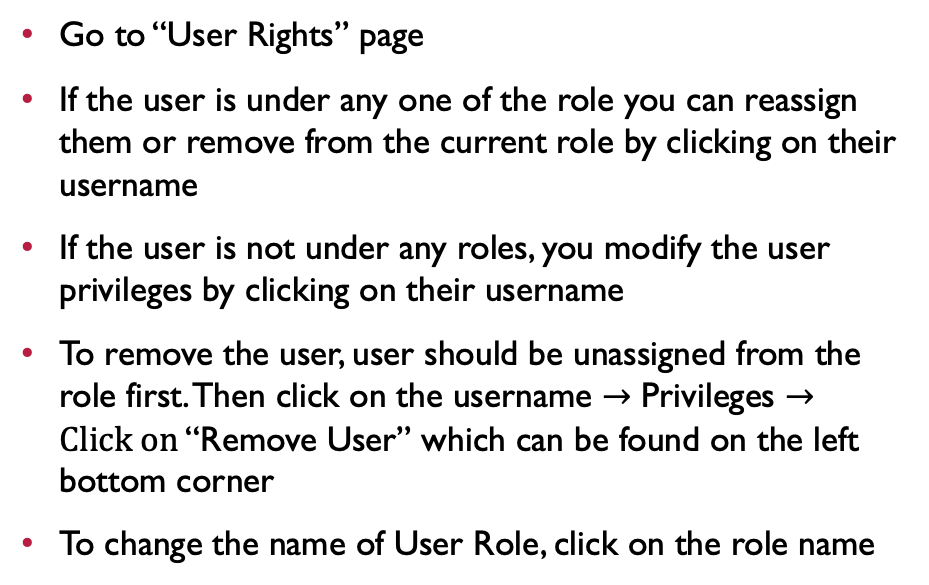 • Go to “User Rights” page
• If the user is under any one of the role you can reassign
them or remove from the current role by clicking on their
username
• If the user is not under any roles, you modify the user
privileges by clicking on their username
• To remove the user, user should be unassigned from the
role first. Then click on the username → Privileges →
Click on “Remove User” which can be found on the left
bottom corner
• To change the name of User Role, click on the role name